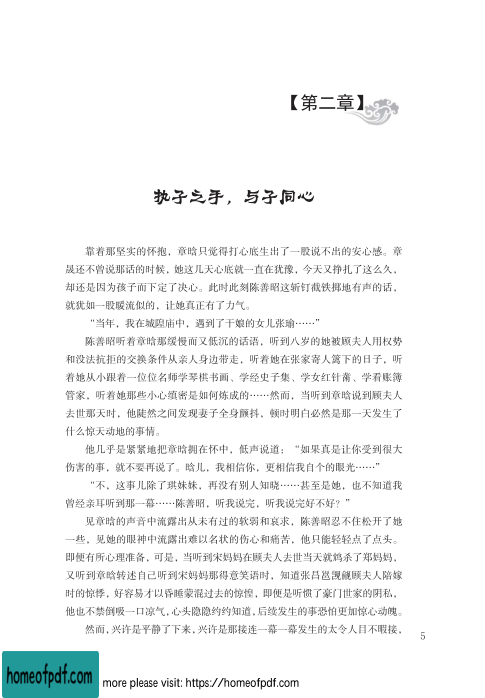 【第二章】
执子之手，与子同心
靠着那坚实的怀抱，章晗只觉得打心底生出了一股说不出的安心感。章
晟还不曾说那话的时候，她这几天心底就一直在犹豫，今天又挣扎了这么久，
却还是因为孩子而下定了决心。此时此刻陈善昭这斩钉截铁掷地有声的话，
就犹如一股暖流似的，让她真正有了力气。
“当年，我在城隍庙中，遇到了干娘的女儿张瑜……”
陈善昭听着章晗那缓慢而又低沉的话语，听到八岁的她被顾夫人用权势
和没法抗拒的交换条件从亲人身边带走，听着她在张家寄人篱下的日子，听
着她从小跟着一位位名师学琴棋书画、学经史子集、学女红针黹、学看账簿
管家，听着她那些小心缜密是如何炼成的……然而，当听到章晗说到顾夫人
去世那天时，他陡然之间发现妻子全身颤抖，顿时明白必然是那一天发生了
什么惊天动地的事情。
他几乎是紧紧地把章晗拥在怀中，低声说道：“如果真是让你受到很大
伤害的事，就不要再说了。晗儿，我相信你，更相信我自个的眼光……”
“不，这事儿除了琪妹妹，再没有别人知晓……甚至是她，也不知道我
曾经亲耳听到那一幕……陈善昭，听我说完，听我说完好不好？”
见章晗的声音中流露出从未有过的软弱和哀求，陈善昭忍不住松开了她
一些，见她的眼神中流露出难以名状的伤心和痛苦，他只能轻轻点了点头。
即便有所心理准备，可是，当听到宋妈妈在顾夫人去世当天就鸩杀了郑妈妈，
又听到章晗转述自己听到宋妈妈那得意笑语时，知道张昌邕觊觎顾夫人陪嫁
时的惊悸，好容易才以昏睡蒙混过去的惊惶，即便是听惯了豪门世家的阴私，
他也不禁倒吸一口凉气，心头隐隐约约知道，后续发生的事恐怕更加惊心动魄。
然而，兴许是平静了下来，兴许是那接连一幕一幕发生的太令人目不暇接，
5
homeofpdf.com
more please visit: https://homeofpdf.com